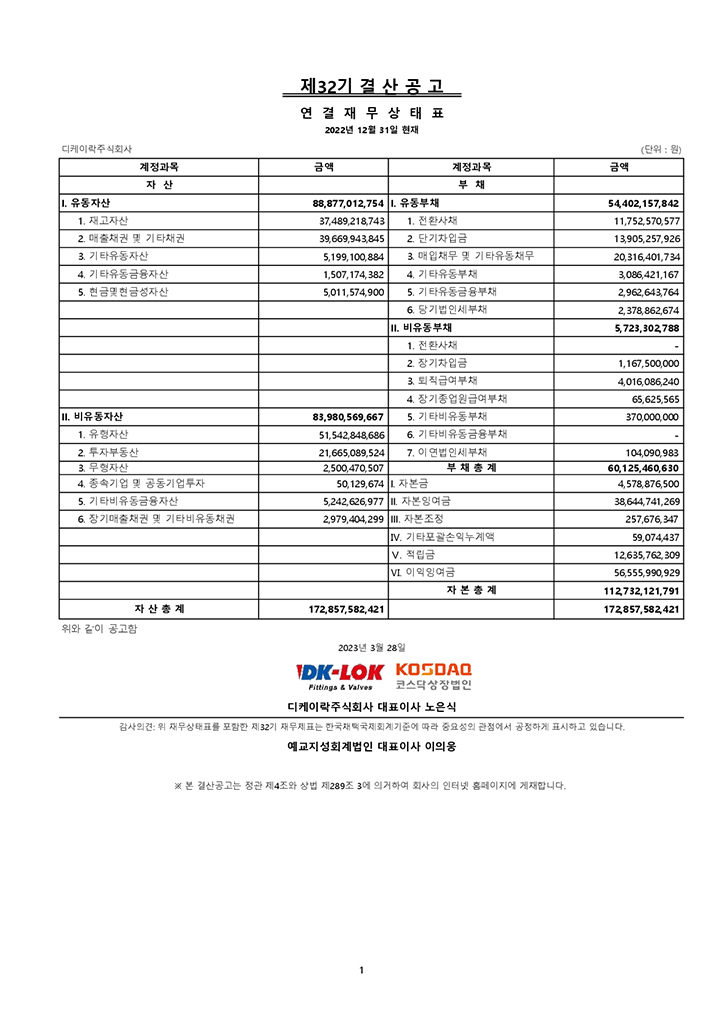 제32기 결 산 공 고
연 결 재 무 상 태 표
2022년 12월 31일 현재
디케이락주식회사 (단위 : 원)
계정과목 금액 계정과목 금액
자 산 부 채
I. 유동자산 88,877,012,754 I. 유동부채 54,402,157,842
1. 재고자산 37,489,218,743 1. 전환사채 11,752,570,577
2. 매출채권 및 기타채권 39,669,943,845 2. 단기차입금 13,905,257,926
3. 기타유동자산 5,199,100,884 3. 매입채무 및 기타유동채무 20,316,401,734
4. 기타유동금융자산 1,507,174,382 4. 기타유동부채 3,086,421,167
5. 현금및현금성자산 5,011,574,900 5. 기타유동금융부채 2,962,643,764
6. 당기법인세부채 2,378,862,674
II. 비유동부채 5,723,302,788
1. 전환사채 -
2. 장기차입금 1,167,500,000
3. 퇴직급여부채 4,016,086,240
4. 장기종업원급여부채 65,625,565
II. 비유동자산 83,980,569,667 5. 기타비유동부채 370,000,000
1. 유형자산 51,542,848,686 6. 기타비유동금융부채 -
2. 투자부동산 21,665,089,524 7. 이연법인세부채 104,090,983
3. 무형자산 2,500,470,507 부 채 총 계 60,125,460,630
4. 종속기업 및 공동기업투자 50,129,674 I. 자본금 4,578,876,500
5. 기타비유동금융자산 5,242,626,977 II. 자본잉여금 38,644,741,269
6. 장기매출채권 및 기타비유동채권 2,979,404,299 III. 자본조정 257,676,347
IV. 기타포괄손익누계액 59,074,437
V. 적립금 12,635,762,309
VI. 이익잉여금 56,555,990,929
자 본 총 계 112,732,121,791
자 산 총 계 172,857,582,421 172,857,582,421
위와 같이 공고함
2023년 3월 28일
DK-LOK KOSDAQ
Fittings & Valves 코스닥상장법인
디케이락주식회사 대표이사 노은식
감사의견: 위 재무상태표를 포함한 제32기 재무제표는 한국채택국제회계기준에 따라 중요성의 관점에서 공정하게 표시하고 있습니다.
예교지성회계법인 대표이사 이의웅
※ 본 결산공고는 정관 제4조와 상법 제289조 3에 의거하여 회사의 인터넷 홈페이지에 게재합니다.
1